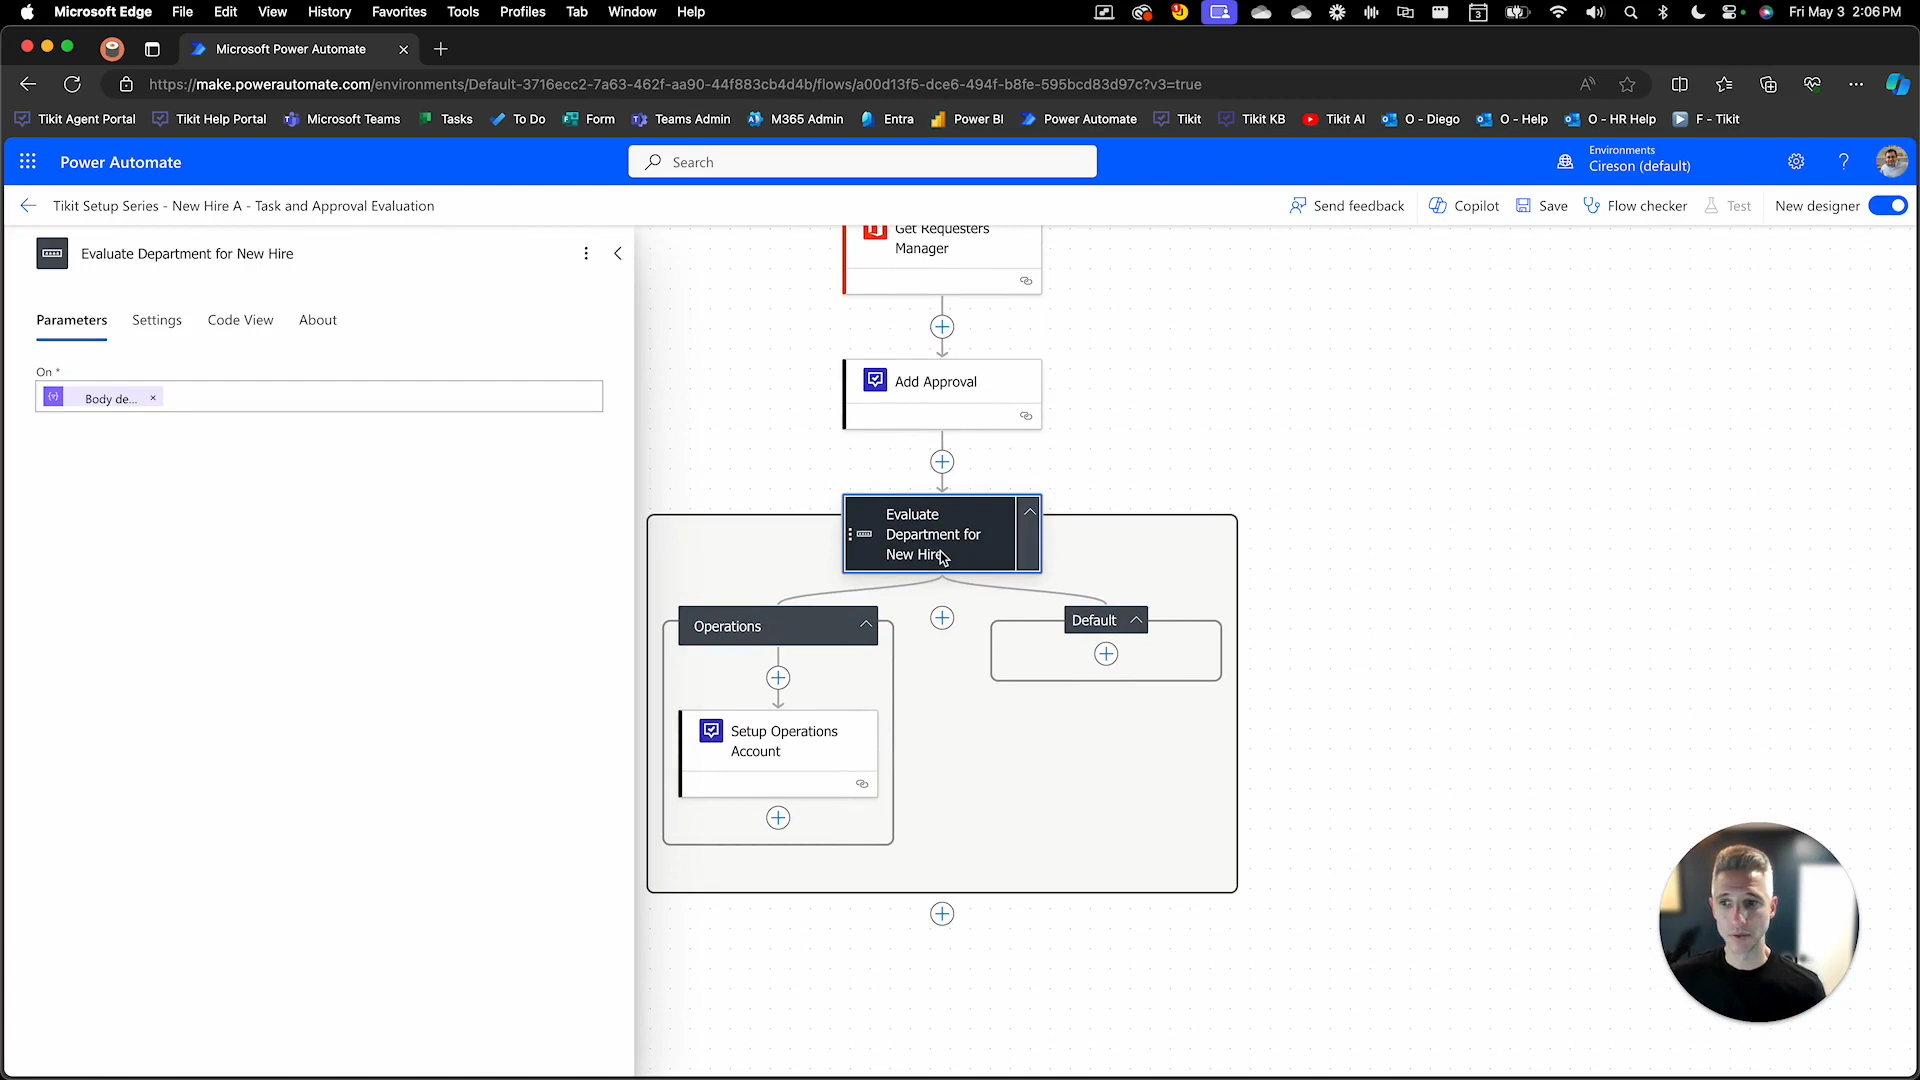 Microsoft Edge File Edit View History Favorites Tools Profiles Tab Window Help
3
Fri May 3 2:06 PM
Microsoft Power Automate
https://make.powerautomate.com/environments/Default-3716ecc2-7a63-462f-aa90-44f883cb4d4b/flows/a00d13f5-dce6-494f-b8fe-595bcd83d97c?v3=true
Tikit Agent Portal Tikit Help Portal Microsoft Teams Tasks To Do Form Teams Admin M365 Admin Entra Power BI Power Automate Tikit Tikit KB Tikit AI O - Diego O - Help O - HR Help F - Tikit
Power Automate
Search
Environments
Cireson (default)
Tikit Setup Series - New Hire A - Task and Approval Evaluation
Send feedback Copilot Save Flow checker Test New designer
Evaluate Department for New Hire
Parameters Settings Code View About
On *
Body de...
Get Requesters
Manager
Add Approval
Evaluate
Department for
New Hire
Operations
Default
Setup Operations
Account